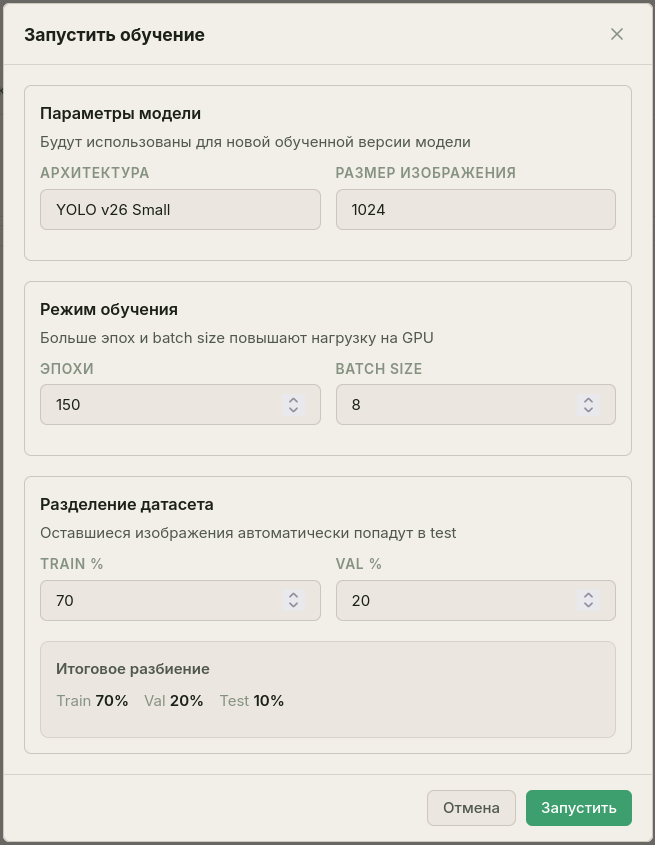 Запустить обучение
Параметры модели
Будут использованы для новой обученной версии модели
АРХИТЕКТУРА РАЗМЕР ИЗОБРАЖЕНИЯ
YOLO v26 Small 1024
Режим обучения
Больше эпох и batch size повышают нагрузку на GPU
ЭПОХИ BATCH SIZE
150 8
Разделение датасета
Оставшиеся изображения автоматически попадут в test
TRAIN % VAL %
70 20
Итоговое разбиение
Train 70% Val 20% Test 10%
Отмена Запустить